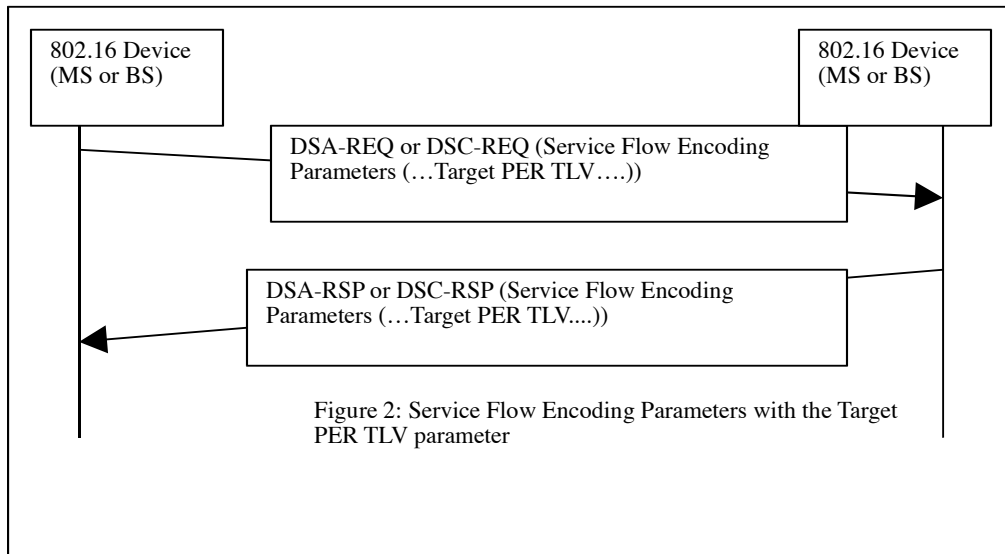 802.16 Device
(MS or BS)
802.16 Device
(MS or BS)
DSA-REQ or DSC-REQ (Service Flow Encoding
Parameters (…Target PER TLV….))
DSA-RSP or DSC-RSP (Service Flow Encoding
Parameters (…Target PER TLV....))
Figure 2: Service Flow Encoding Parameters with the Target
PER TLV parameter